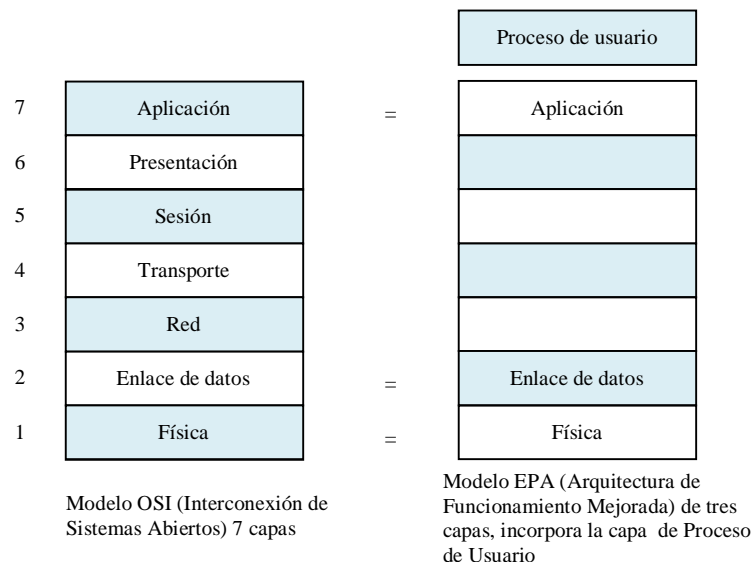 Proceso de usuario
7 Aplicación = Aplicación
6 Presentación
5 Sesión
4 Transporte
3 Red
2 Enlace de datos = Enlace de datos
1 Física = Física
Modelo OSI (Interconexión de
Sistemas Abiertos) 7 capas
Modelo EPA (Arquitectura de
Funcionamiento Mejorada) de tres
capas, incorpora la capa de Proceso
de Usuario